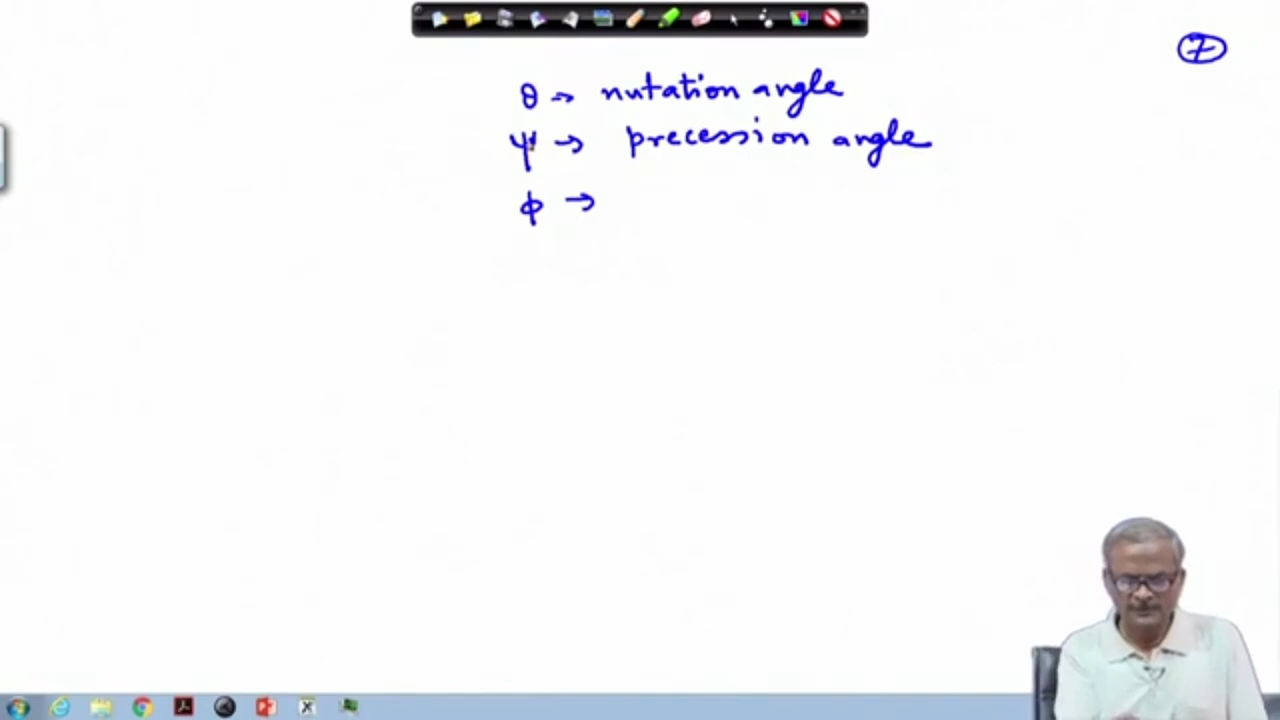 7
θ → nutation angle
ψ → precession angle
φ →